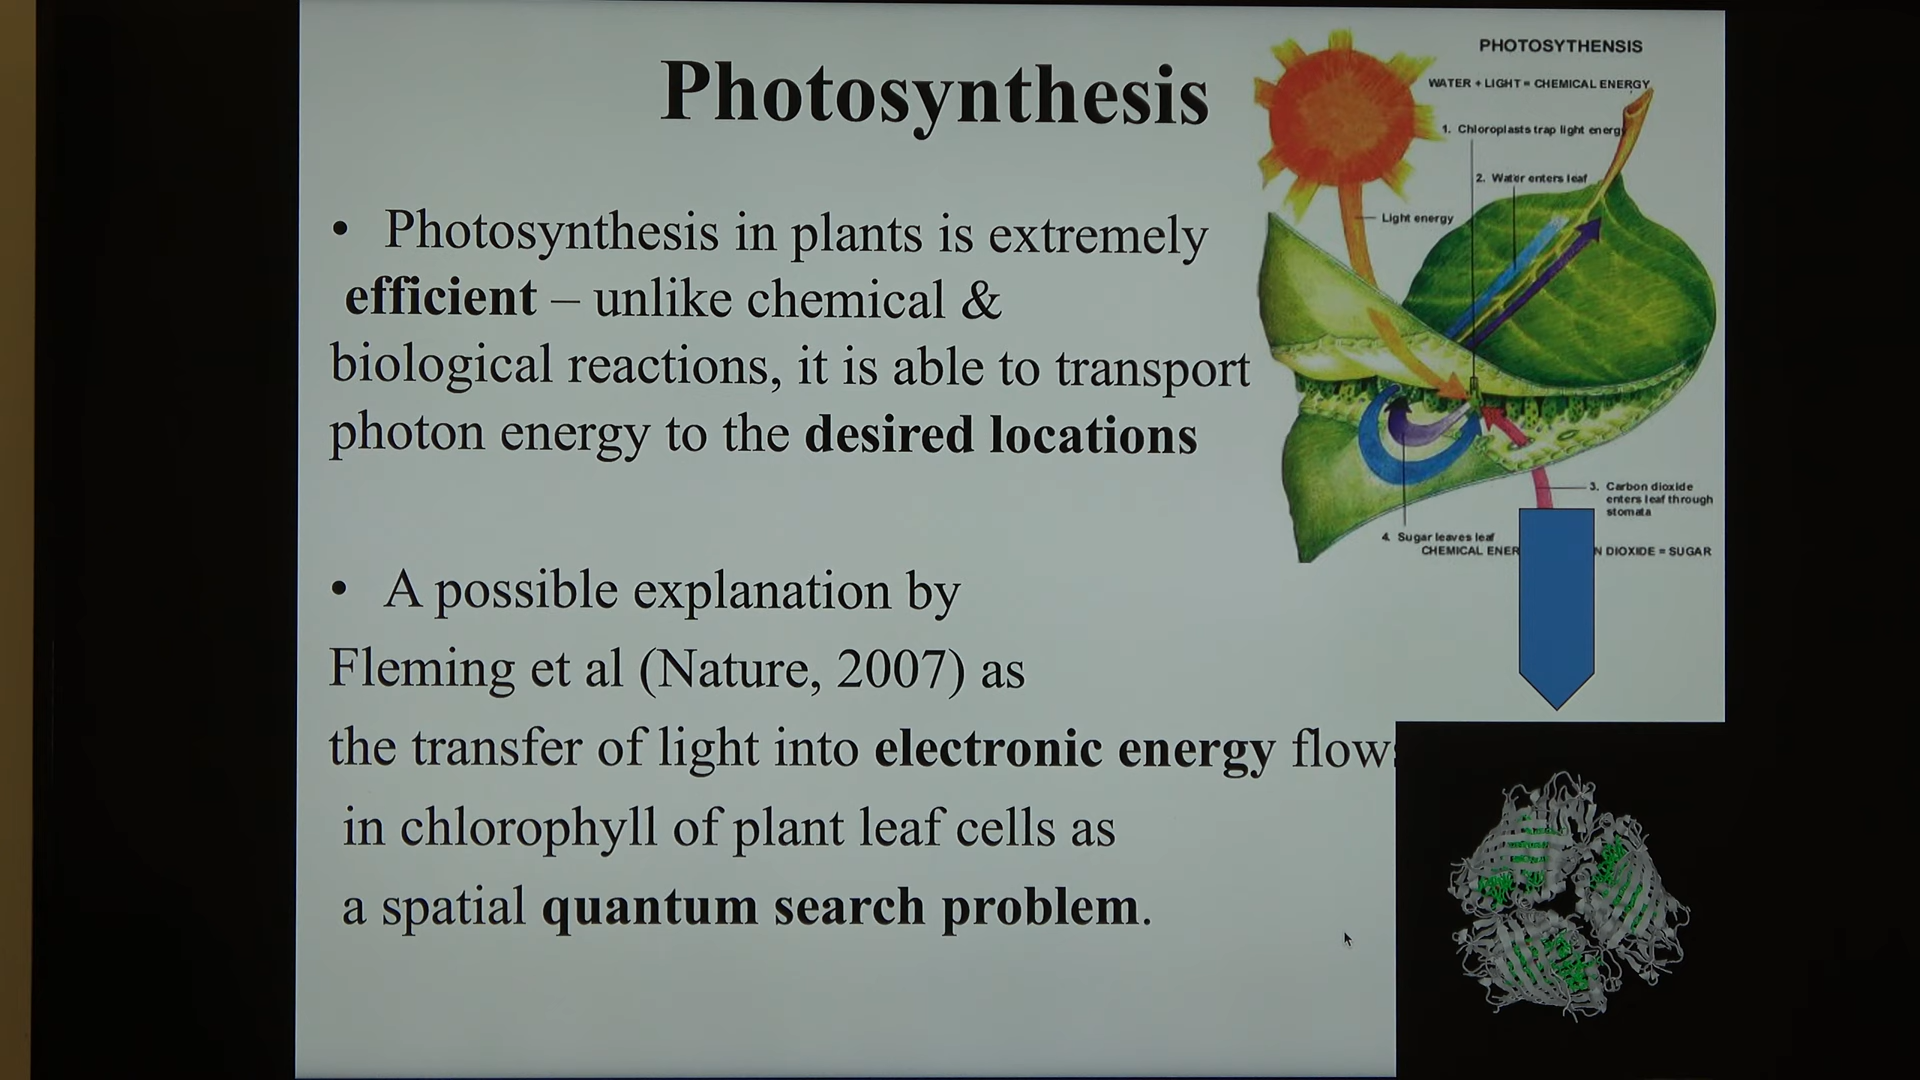 Photosynthesis
• Photosynthesis in plants is extremely
efficient – unlike chemical &
biological reactions, it is able to transport
photon energy to the desired locations
• A possible explanation by
Fleming et al (Nature, 2007) as
the transfer of light into electronic energy flows
in chlorophyll of plant leaf cells as
a spatial quantum search problem.
PHOTOSYTHENSIS
WATER + LIGHT = CHEMICAL ENERGY
1. Chloroplasts trap light energy
2. Water enters leaf
Light energy
3. Carbon dioxide
enters leaf through
stomata
4. Sugar leaves leaf
CHEMICAL ENER N DIOXIDE = SUGAR